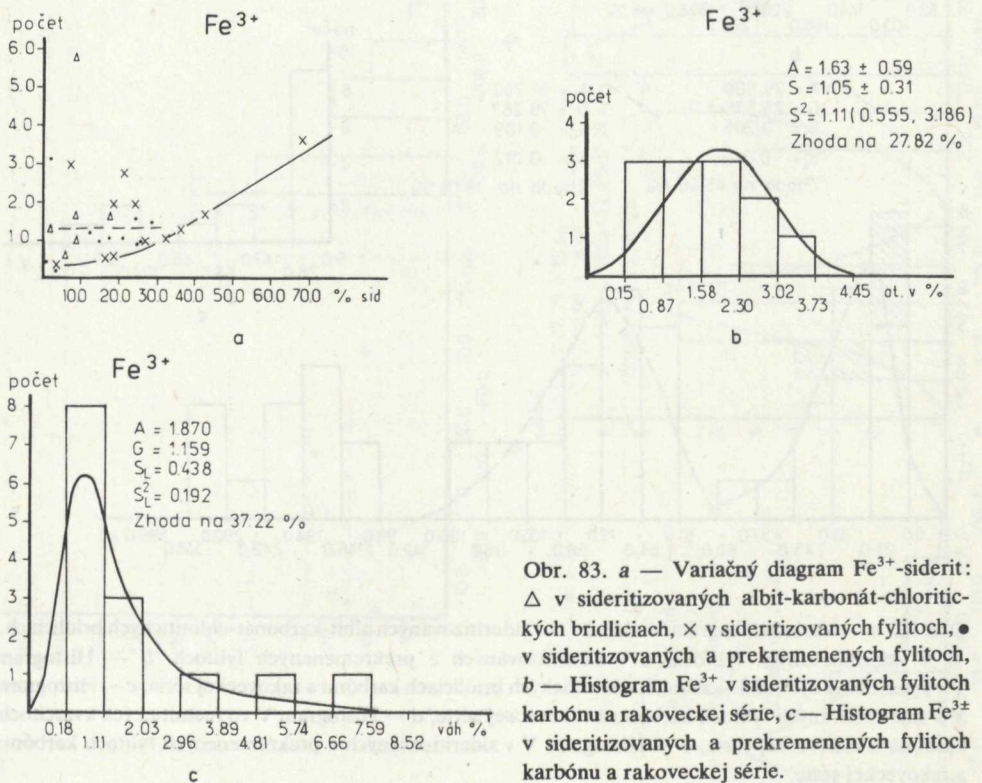 Fe³⁺
počet
6.0
5.0
4.0
3.0
2.0
1.0
0
10.0 20.0 30.0 40.0 50.0 60.0 70.0 % sid
a
Fe³⁺
A = 1.63 ± 0.59
S = 1.05 ± 0.31
S² = 1.11 (0.555, 3.186)
Zhoda na 27.82 %
počet
4
3
2
1
0.15 1.58 3.02 4.45 at. v %
0.87 2.30 3.73
b
Fe³⁺
počet
8
7
6
5
4
3
2
1
A = 1.870
G = 1.159
S_L = 0.438
S²_L = 0.192
Zhoda na 37.22 %
0.18 2.03 3.89 5.74 7.59 váh %
1.11 2.96 4.81 6.66 8.52
c
Obr. 83. a — Variačný diagram Fe³⁺-siderit:
△ v sideritizovaných albit-karbonát-chloritic-
kých bridliciach, × v sideritizovaných fylitoch, ●
v sideritizovaných a prekremenených fylitoch,
b — Histogram Fe³⁺ v sideritizovaných fylitoch
karbónu a rakoveckej série, c — Histogram Fe³±
v sideritizovaných a prekremenených fylitoch
karbónu a rakoveckej série.